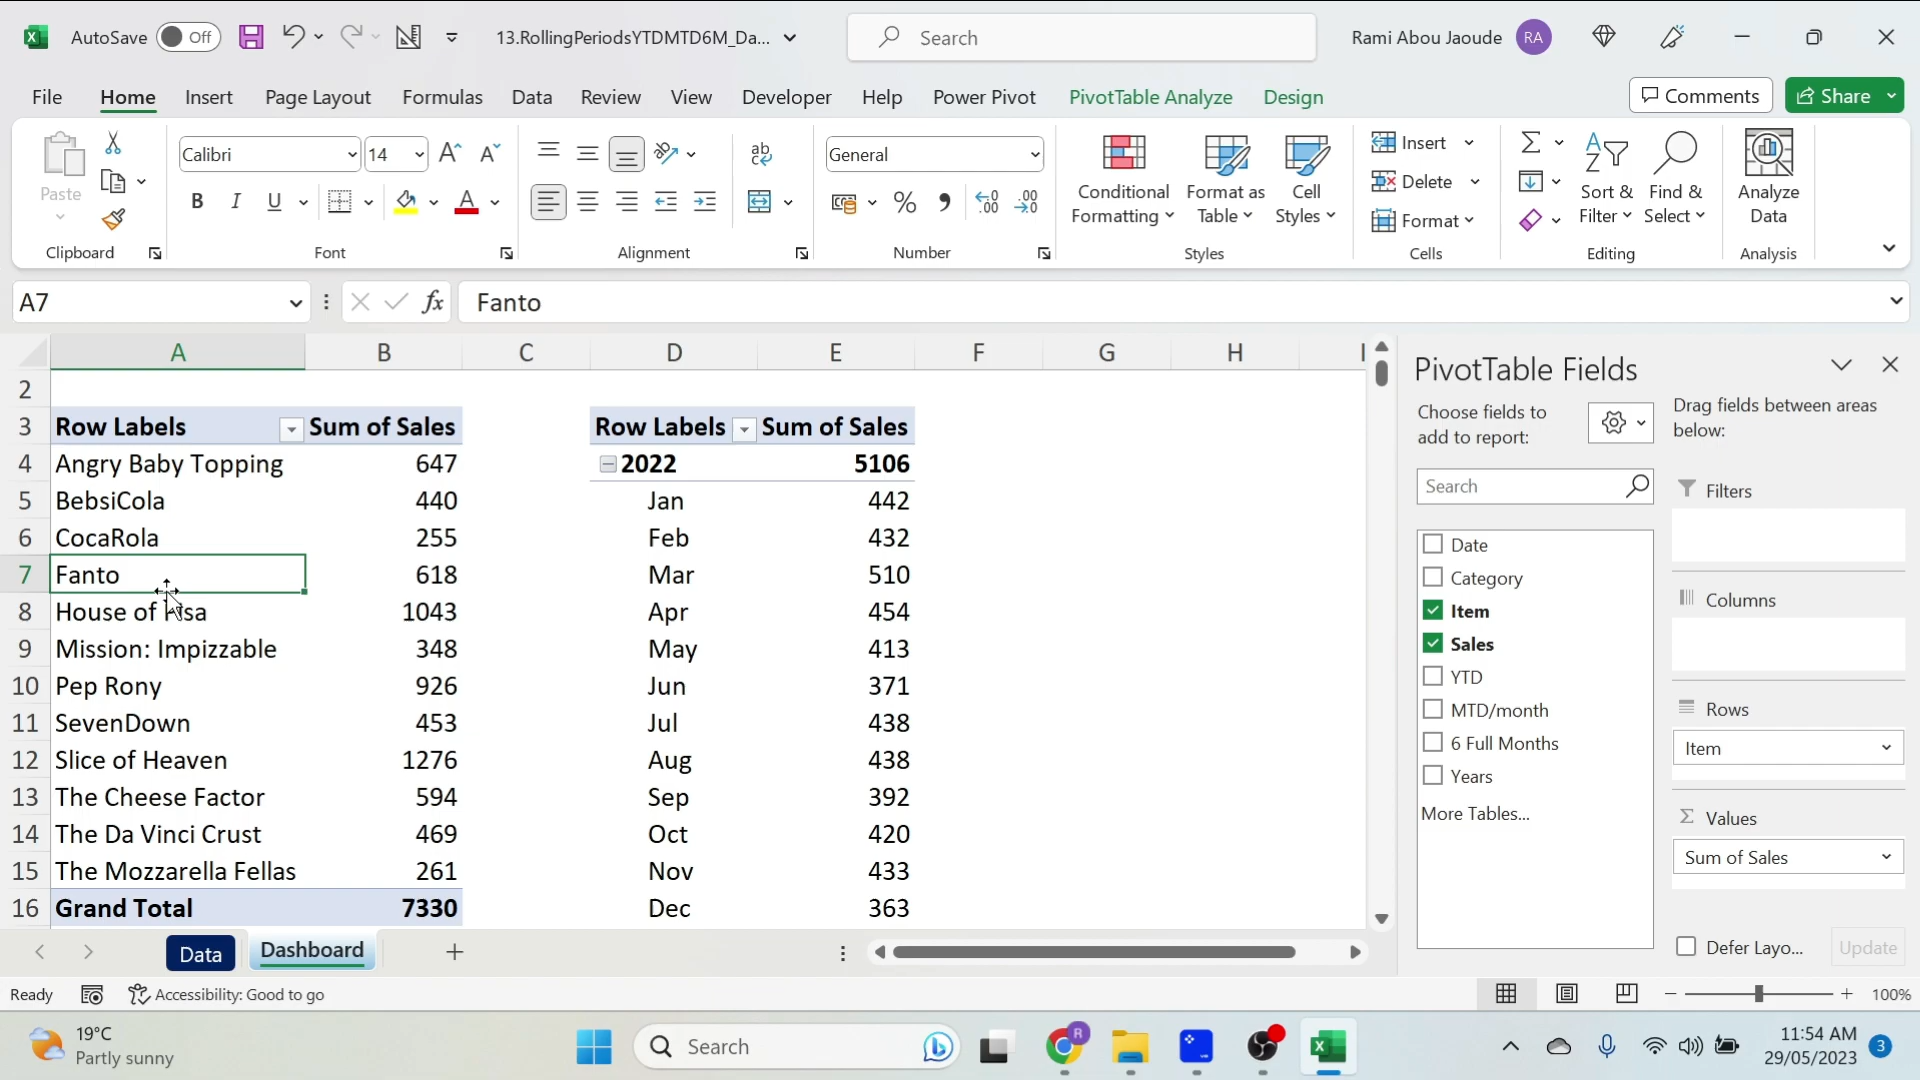 AutoSave Off 13.RollingPeriodsYTDMTD6M_Da... Search Rami Abou Jaoude RA
File Home Insert Page Layout Formulas Data Review View Developer Help Power Pivot PivotTable Analyze Design Comments Share
Paste Calibri 14 General Conditional Formatting Format as Table Cell Styles Insert Delete Format Sort & Filter Find & Select Analyze Data
Clipboard Font Alignment Number Styles Cells Editing Analysis
A7 fx Fanto
A B C D E F G H I
2
3 Row Labels Sum of Sales Row Labels Sum of Sales
4 Angry Baby Topping 647 2022 5106
5 BebsiCola 440 Jan 442
6 CocaRola 255 Feb 432
7 Fanto 618 Mar 510
8 House of 1043 Apr 454
9 Mission: Impizzable 348 May 413
10 Pep Rony 926 Jun 371
11 SevenDown 453 Jul 438
12 Slice of Heaven 1276 Aug 438
13 The Cheese Factor 594 Sep 392
14 The Da Vinci Crust 469 Oct 420
15 The Mozzarella Fellas 261 Nov 433
16 Grand Total 7330 Dec 363
PivotTable Fields
Choose fields to add to report:
Search
Date
Category
Item
Sales
YTD
MTD/month
6 Full Months
Years
More Tables...
Drag fields between areas below:
Filters
Columns
Rows
Item
Values
Sum of Sales
Defer Layo... Update
Data Dashboard
Ready Accessibility: Good to go 100%
19°C
Partly sunny
Search
11:54 AM
29/05/2023
3